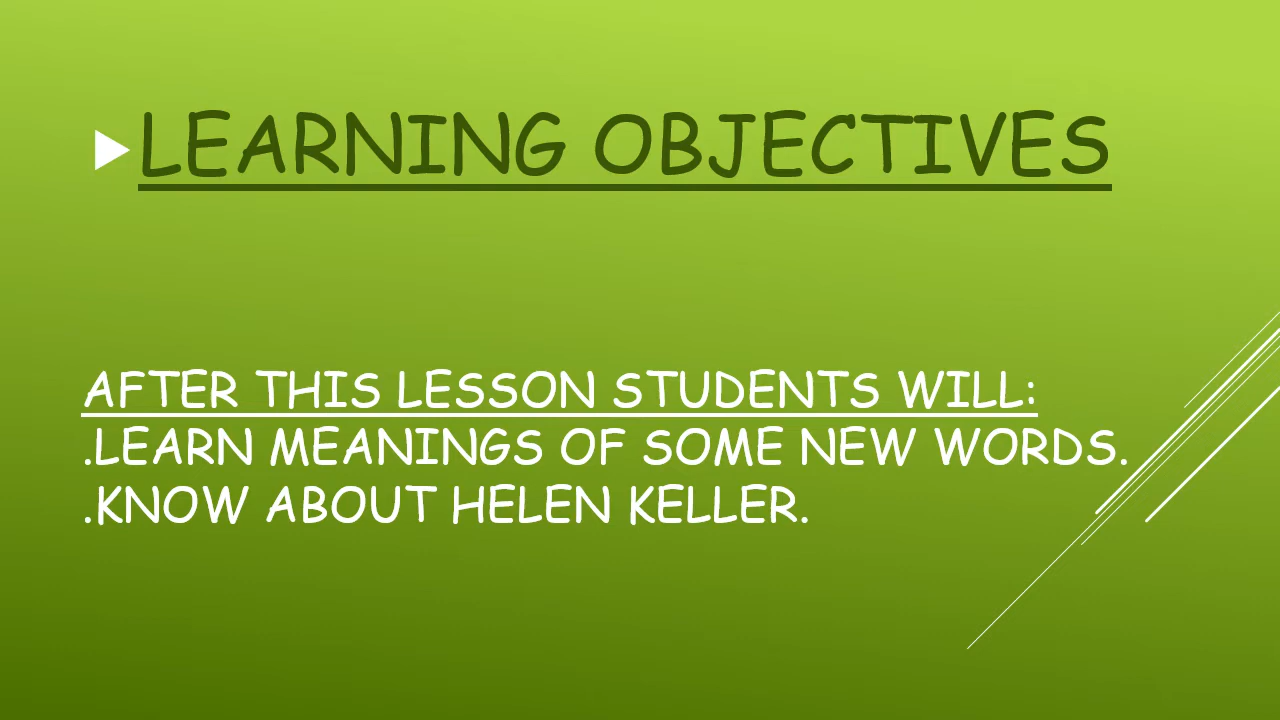 LEARNING OBJECTIVES
AFTER THIS LESSON STUDENTS WILL:
.LEARN MEANINGS OF SOME NEW WORDS.
.KNOW ABOUT HELEN KELLER.